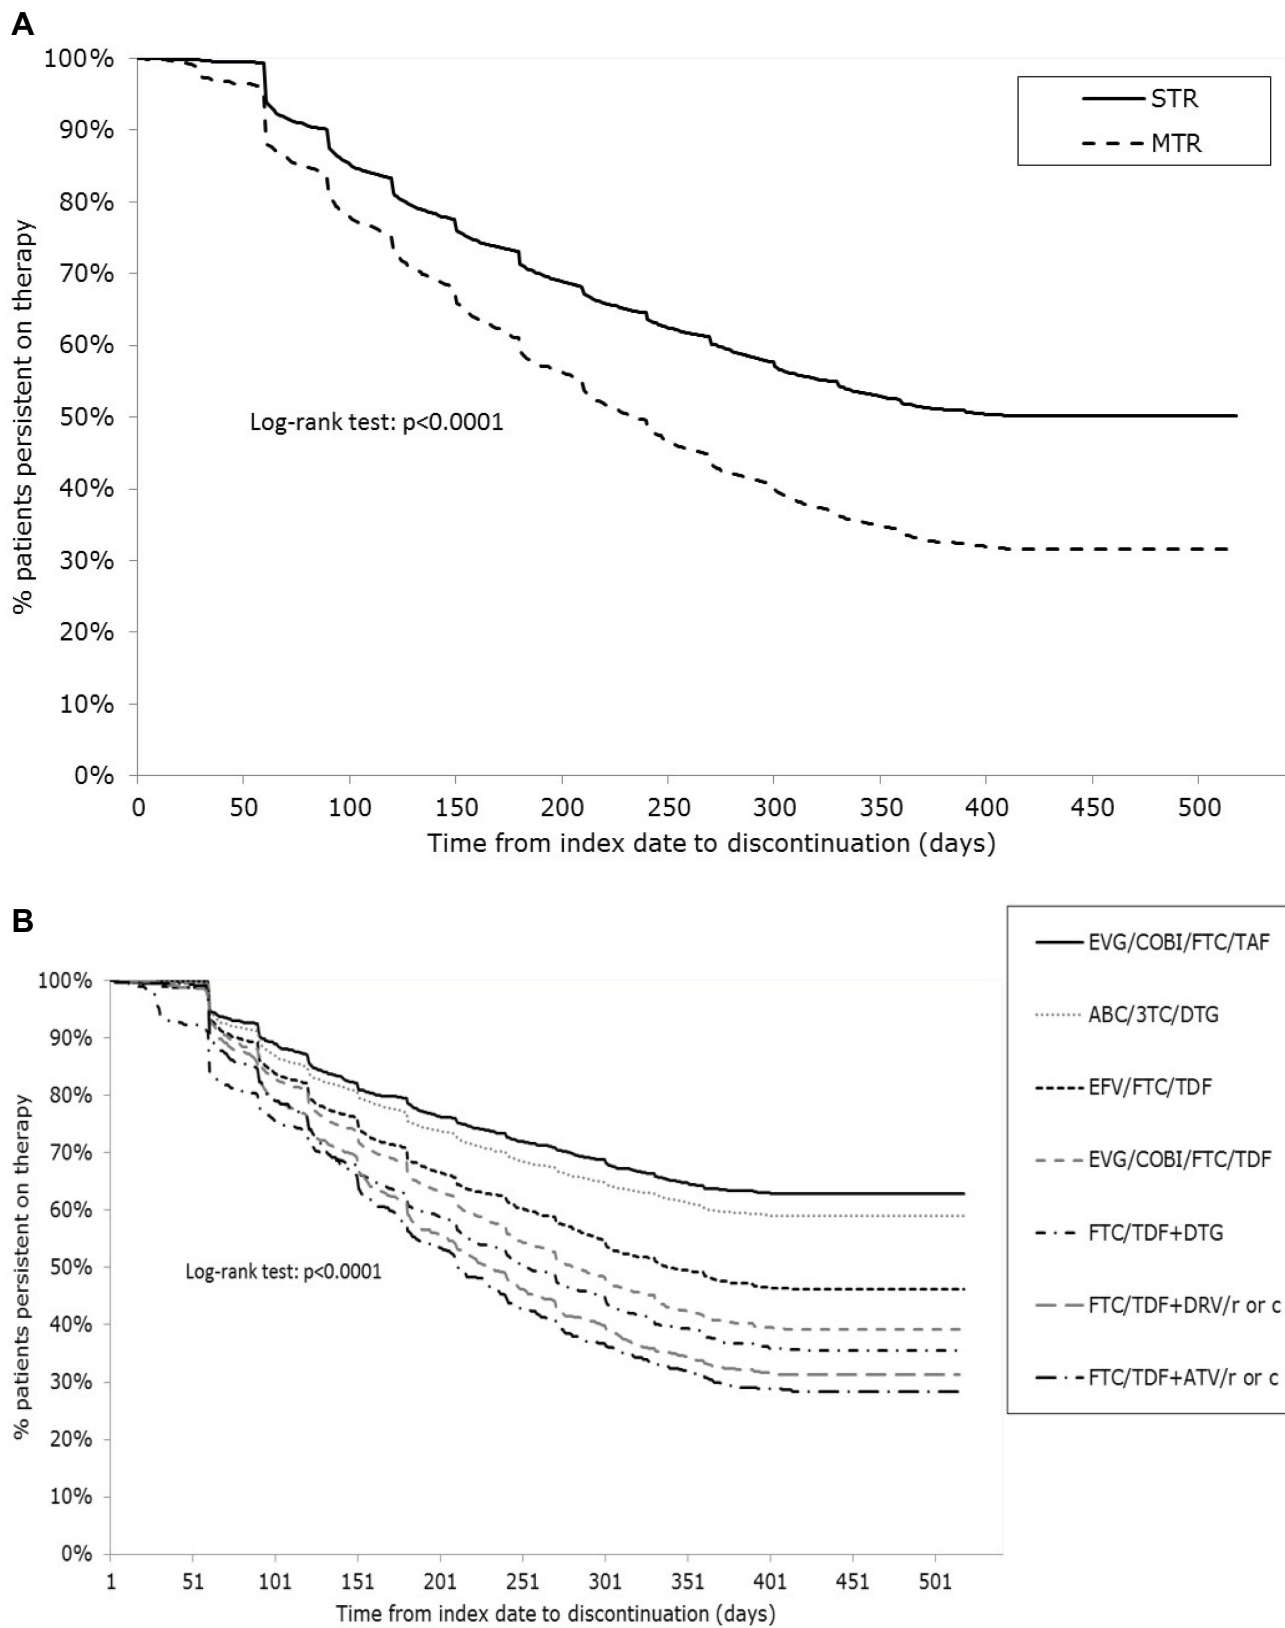 A
100%
90%
80%
70%
60%
50%
40%
30%
20%
10%
0%
% patients persistent on therapy
STR
MTR
Log-rank test: p<0.0001
0 50 100 150 200 250 300 350 400 450 500
Time from index date to discontinuation (days)
B
100%
90%
80%
70%
60%
50%
40%
30%
20%
10%
0%
% patients persistent on therapy
EVG/COBI/FTC/TAF
ABC/3TC/DTG
EFV/FTC/TDF
EVG/COBI/FTC/TDF
FTC/TDF+DTG
FTC/TDF+DRV/r or c
FTC/TDF+ATV/r or c
Log-rank test: p<0.0001
1 51 101 151 201 251 301 351 401 451 501
Time from index date to discontinuation (days)